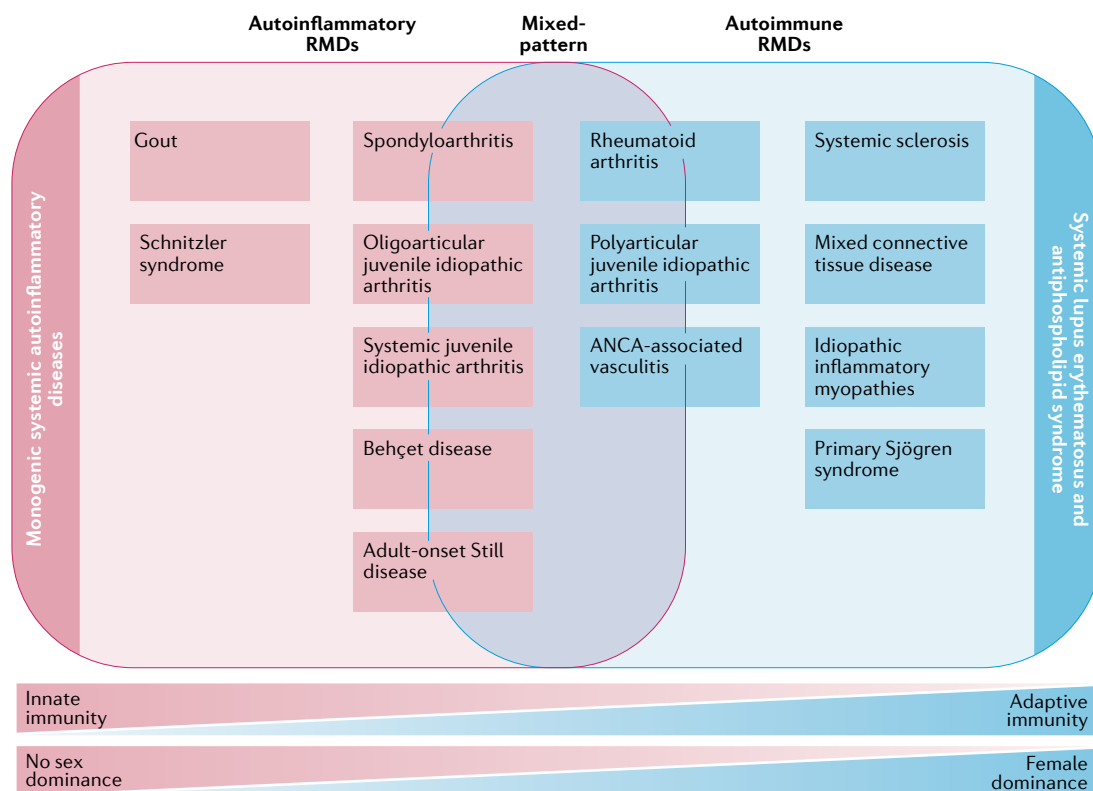 Autoinflammatory
RMDs
Mixed-
pattern
Autoimmune
RMDs
Monogenic systemic autoinflammatory
diseases
Gout
Schnitzler
syndrome
Spondyloarthritis
Oligoarticular
juvenile idiopathic
arthritis
Systemic juvenile
idiopathic arthritis
Behçet disease
Adult-onset Still
disease
Rheumatoid
arthritis
Polyarticular
juvenile idiopathic
arthritis
ANCA-associated
vasculitis
Systemic sclerosis
Mixed connective
tissue disease
Idiopathic
inflammatory
myopathies
Primary Sjögren
syndrome
Systemic lupus erythematosus and
antiphospholipid syndrome
Innate
immunity
Adaptive
immunity
No sex
dominance
Female
dominance